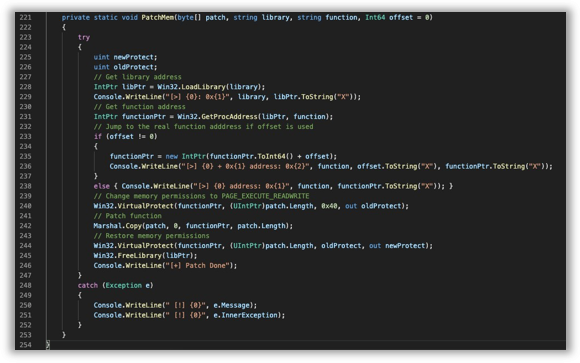 221 private static void PatchMem(byte[] patch, string library, string function, Int64 offset = 0)
222 {
223 try
224 {
225 uint newProtect;
226 uint oldProtect;
227 // Get library address
228 IntPtr libPtr = Win32.LoadLibrary(library);
229 Console.WriteLine("[>] {0}: 0x{1}", library, libPtr.ToString("X"));
230 // Get function address
231 IntPtr functionPtr = Win32.GetProcAddress(libPtr, function);
232 // Jump to the real function adddress if offset is used
233 if (offset != 0)
234 {
235 functionPtr = new IntPtr(functionPtr.ToInt64() + offset);
236 Console.WriteLine("[>] {0} + 0x{1} address: 0x{2}", function, offset.ToString("X"), functionPtr.ToString("X"));
237 }
238 else { Console.WriteLine("[>] {0} address: 0x{1}", function, functionPtr.ToString("X")); }
239 // Change memory permissions to PAGE_EXECUTE_READWRITE
240 Win32.VirtualProtect(functionPtr, (UIntPtr)patch.Length, 0x40, out oldProtect);
241 // Patch function
242 Marshal.Copy(patch, 0, functionPtr, patch.Length);
243 // Restore memory permissions
244 Win32.VirtualProtect(functionPtr, (UIntPtr)patch.Length, oldProtect, out newProtect);
245 Win32.FreeLibrary(libPtr);
246 Console.WriteLine("[+] Patch Done");
247 }
248 catch (Exception e)
249 {
250 Console.WriteLine(" [!] {0}", e.Message);
251 Console.WriteLine(" [!] {0}", e.InnerException);
252 }
253 }
254 }